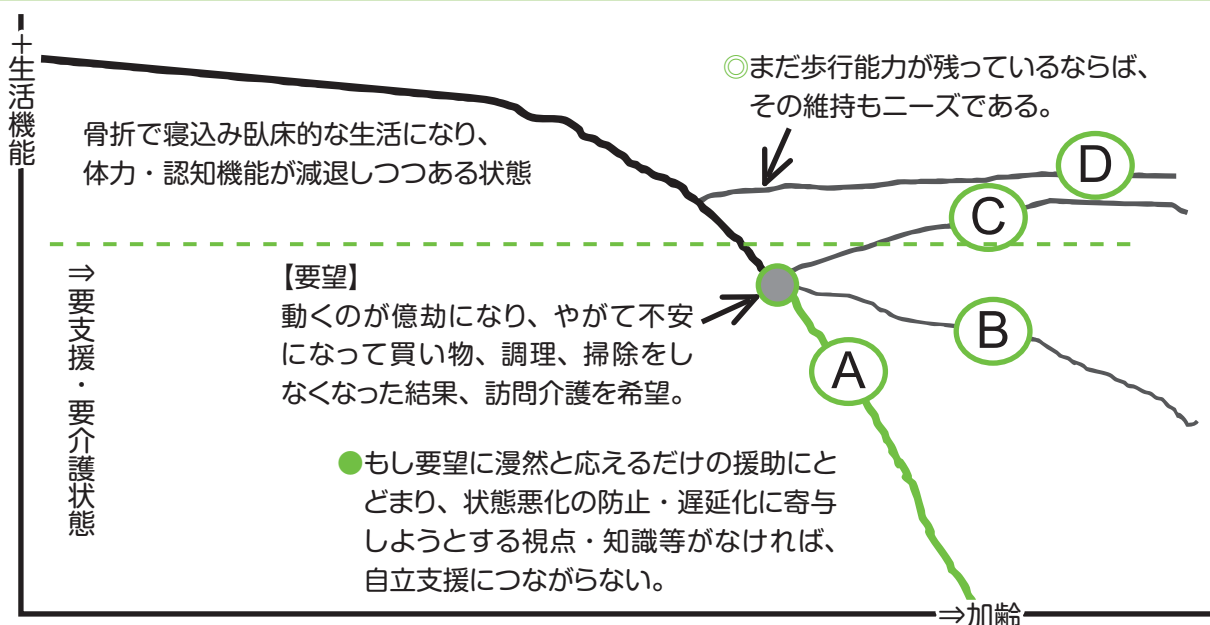 +生活機能
◎まだ歩行能力が残っているならば、
その維持もニーズである。
骨折で寝込み臥床的な生活になり、
体力・認知機能が減退しつつある状態
D
C
⇒要支援・要介護状態
【要望】
動くのが億劫になり、やがて不安
になって買い物、調理、掃除をし
なくなった結果、訪問介護を希望。
B
A
●もし要望に漫然と応えるだけの援助にと
どまり、状態悪化の防止・遅延化に寄与
しようとする視点・知識等がなければ、
自立支援につながらない。
⇒加齢